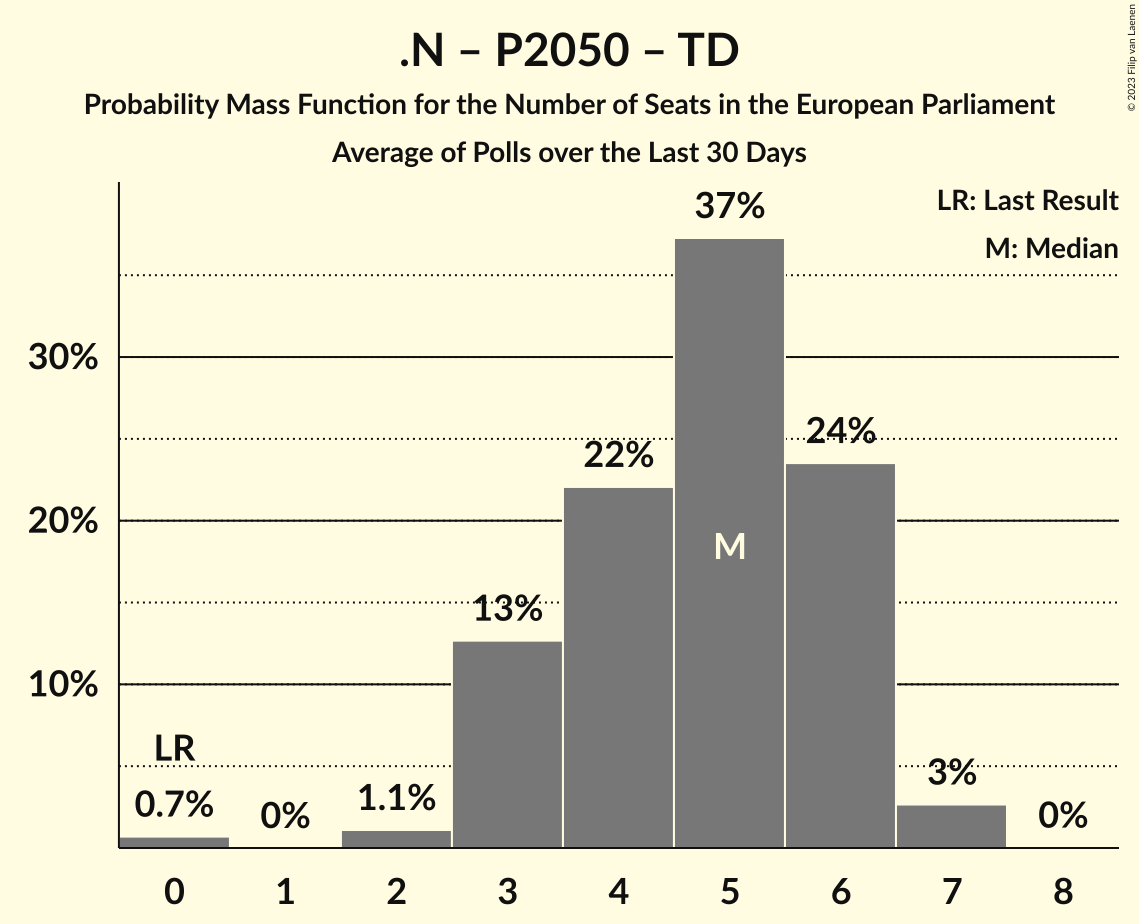 .N – P2050 – TD
Probability Mass Function for the Number of Seats in the European Parliament
Average of Polls over the Last 30 Days
© 2023 Filip van Laenen
LR: Last Result
M: Median
37%
30%
24%
22%
20%
M
13%
10%
LR
3%
1.1%
0.7%
0%
0%
0 1 2 3 4 5 6 7 8